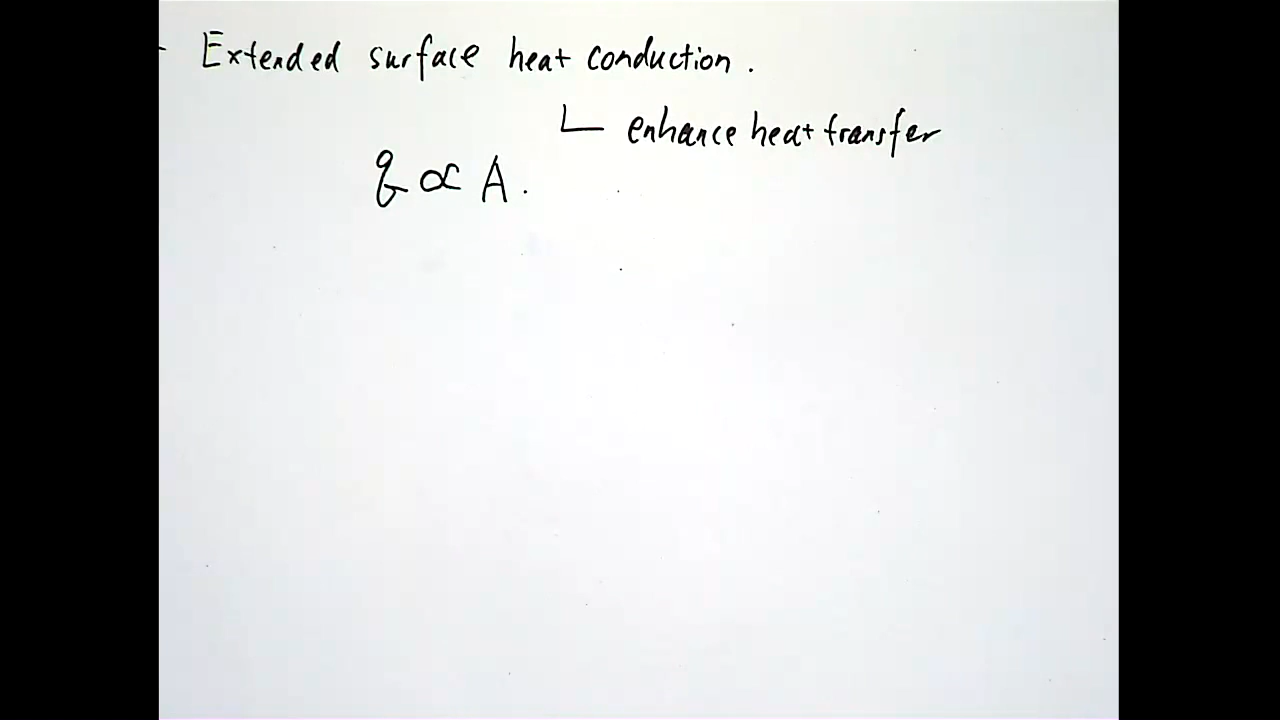 - Extended surface heat conduction.
└ enhance heat transfer
q ∝ A.